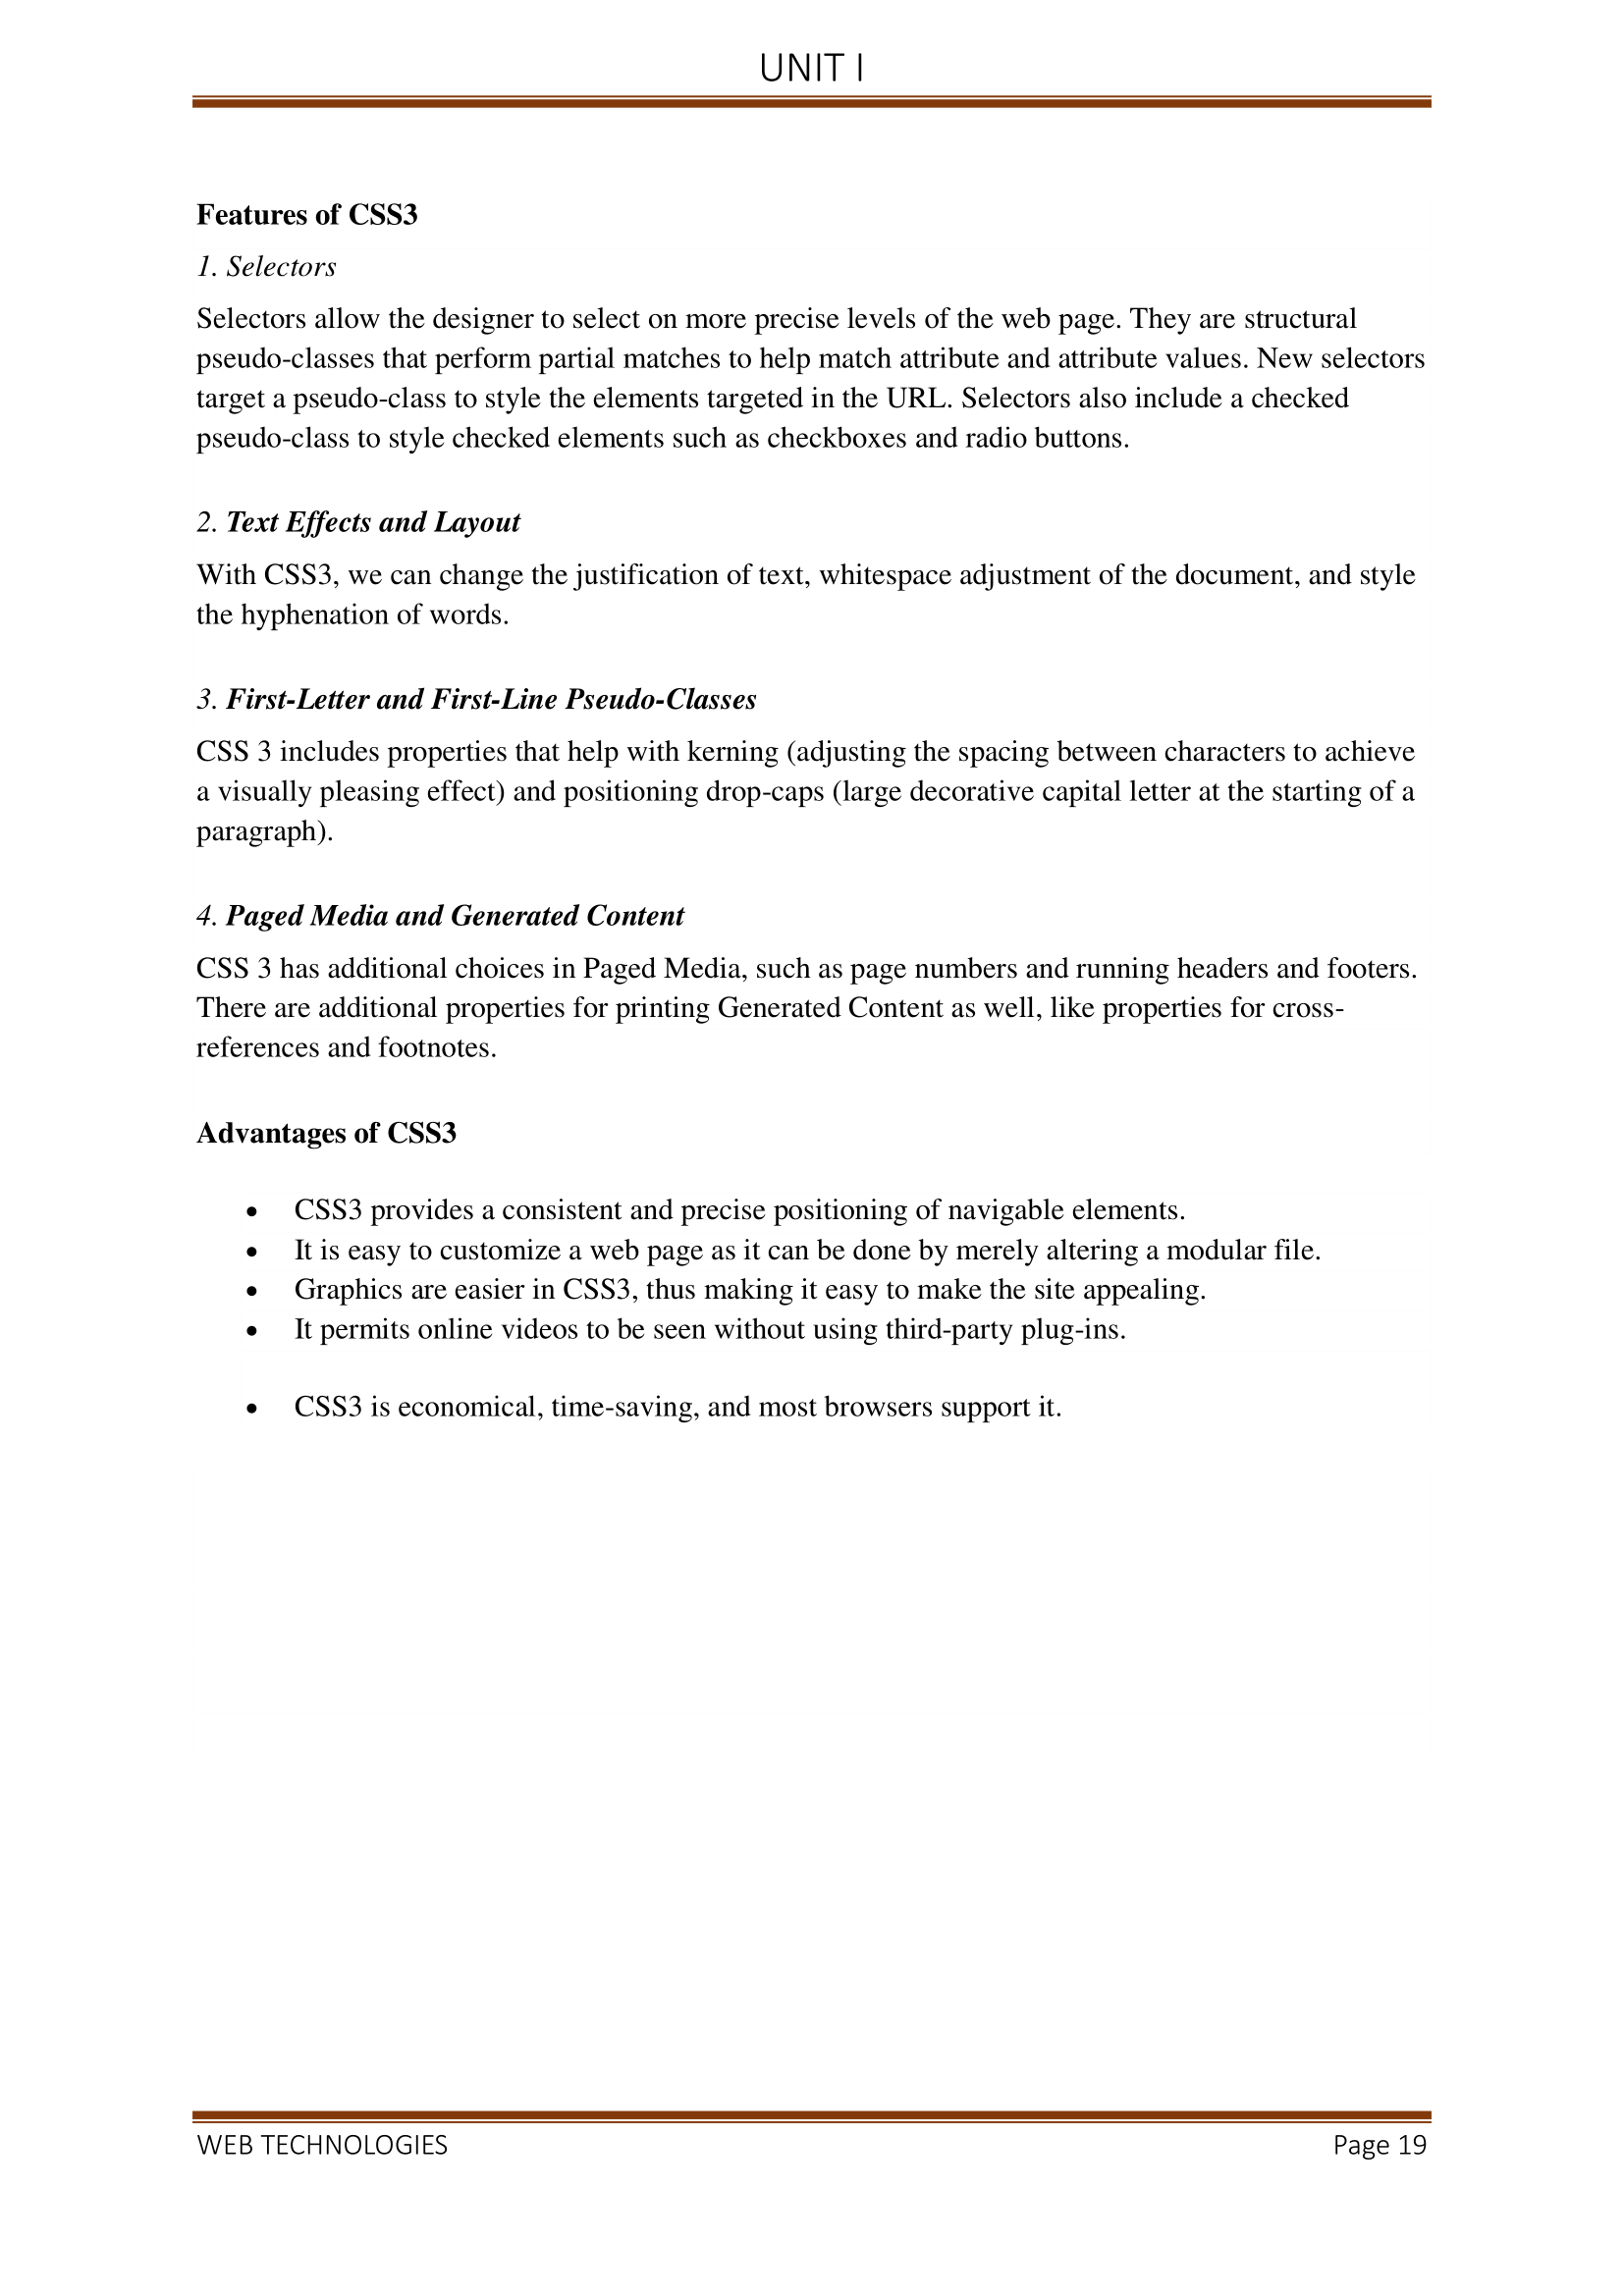 UNIT I
Features of CSS3
1. Selectors
Selectors allow the designer to select on more precise levels of the web page. They are structural
pseudo-classes that perform partial matches to help match attribute and attribute values. New selectors
target a pseudo-class to style the elements targeted in the URL. Selectors also include a checked
pseudo-class to style checked elements such as checkboxes and radio buttons.
2. Text Effects and Layout
With CSS3, we can change the justification of text, whitespace adjustment of the document, and style
the hyphenation of words.
3. First-Letter and First-Line Pseudo-Classes
CSS 3 includes properties that help with kerning (adjusting the spacing between characters to achieve
a visually pleasing effect) and positioning drop-caps (large decorative capital letter at the starting of a
paragraph).
4. Paged Media and Generated Content
CSS 3 has additional choices in Paged Media, such as page numbers and running headers and footers.
There are additional properties for printing Generated Content as well, like properties for cross-
references and footnotes.
Advantages of CSS3
• CSS3 provides a consistent and precise positioning of navigable elements.
• It is easy to customize a web page as it can be done by merely altering a modular file.
• Graphics are easier in CSS3, thus making it easy to make the site appealing.
• It permits online videos to be seen without using third-party plug-ins.
• CSS3 is economical, time-saving, and most browsers support it.
WEB TECHNOLOGIES Page 19